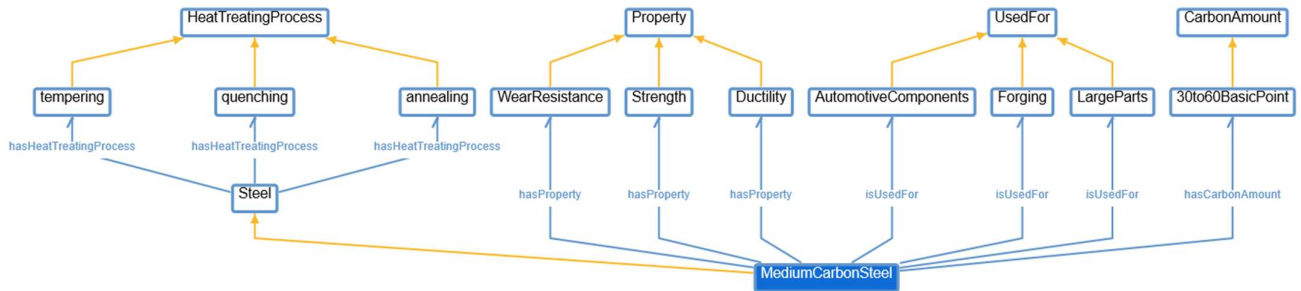 HeatTreatingProcess
Property
UsedFor
CarbonAmount
tempering
quenching
annealing
WearResistance
Strength
Ductility
AutomotiveComponents
Forging
LargeParts
30to60BasicPoint
hasHeatTreatingProcess
hasHeatTreatingProcess
hasHeatTreatingProcess
Steel
hasProperty
hasProperty
hasProperty
isUsedFor
isUsedFor
isUsedFor
hasCarbonAmount
MediumCarbonSteel